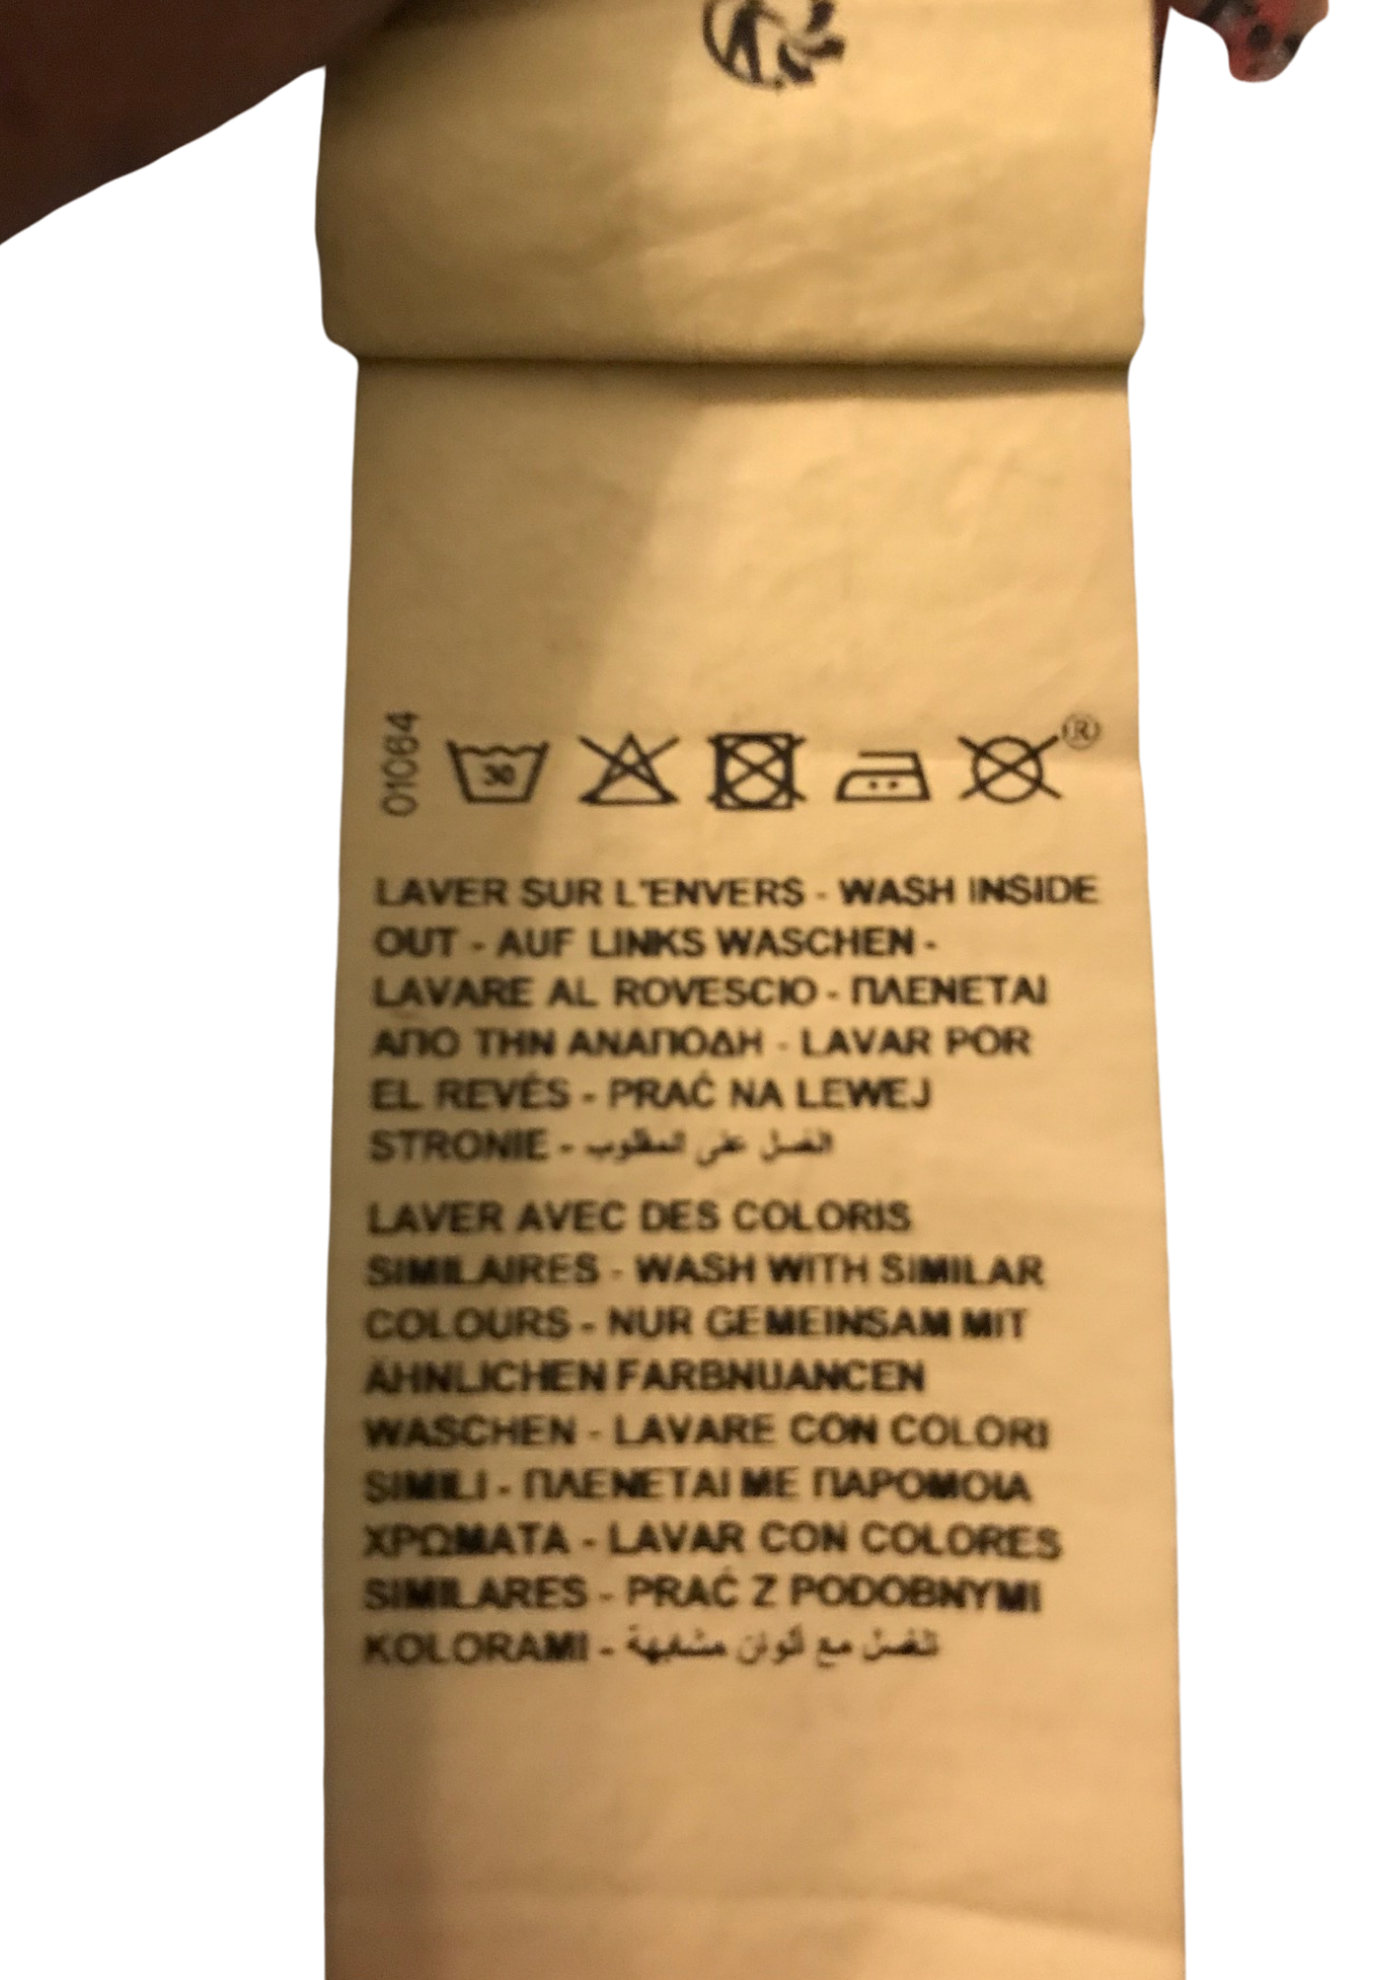 01064
30
®
LAVER SUR L'ENVERS - WASH INSIDE
OUT - AUF LINKS WASCHEN -
LAVARE AL ROVESCIO - ΠΛΕΝΕΤΑΙ
ΑΠΟ ΤΗΝ ΑΝΑΠΟΔΗ - LAVAR POR
EL REVÉS - PRAĆ NA LEWEJ
STRONIE - الغسل على المقلوب
LAVER AVEC DES COLORIS
SIMILAIRES - WASH WITH SIMILAR
COLOURS - NUR GEMEINSAM MIT
ÄHNLICHEN FARBNUANCEN
WASCHEN - LAVARE CON COLORI
SIMILI - ΠΛΕΝΕΤΑΙ ΜΕ ΠΑΡΟΜΟΙΑ
ΧΡΩΜΑΤΑ - LAVAR CON COLORES
SIMILARES - PRAĆ Z PODOBNYMI
KOLORAMI - تغسل مع ألوان مشابهة